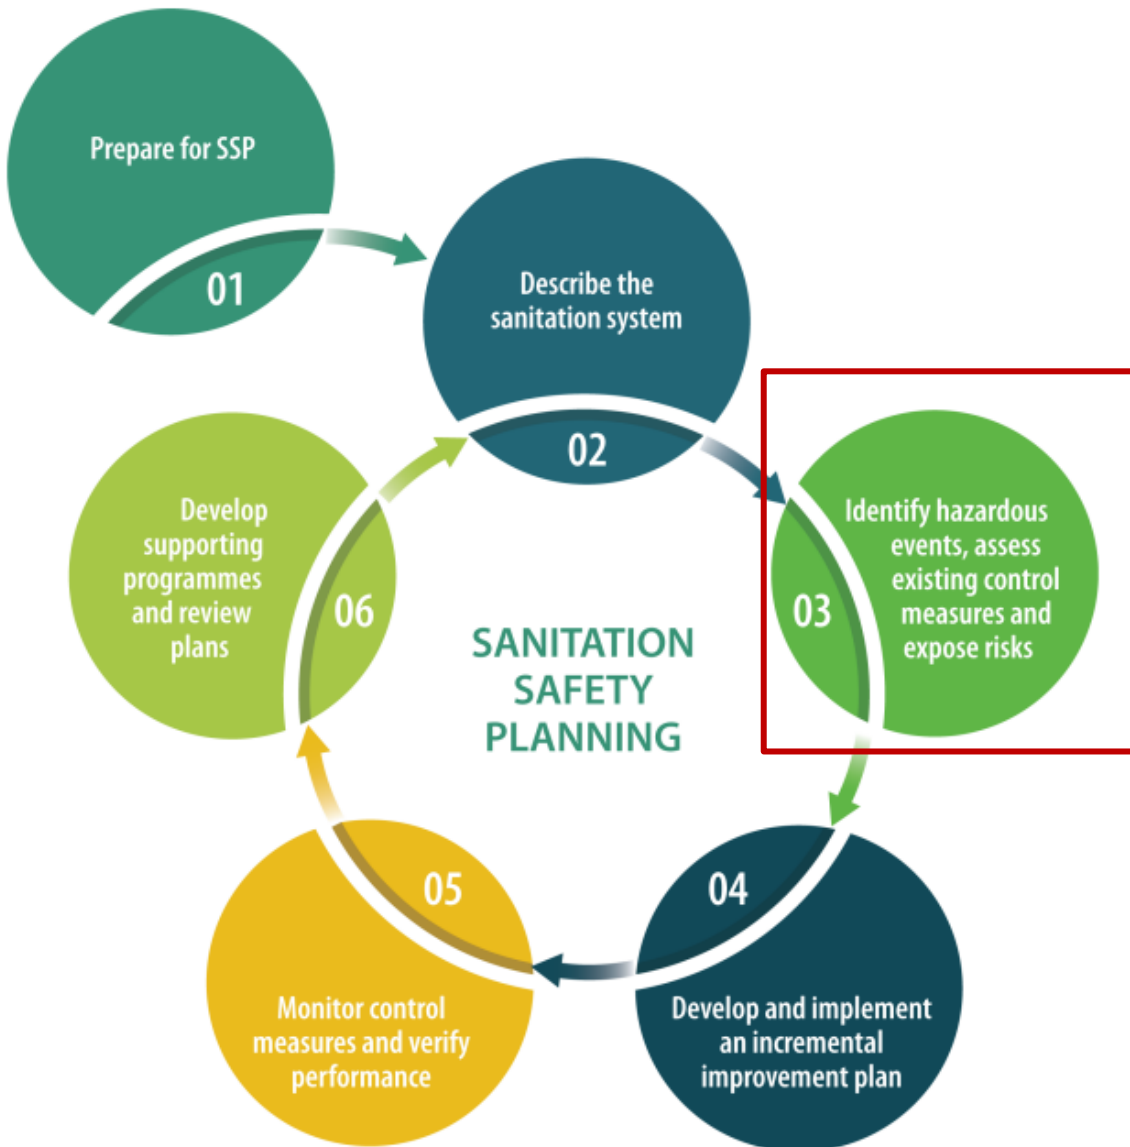 Prepare for SSP
01
Describe the
sanitation system
02
Identify hazardous
events, assess
existing control
measures and
expose risks
03
Develop and implement
an incremental
improvement plan
04
Monitor control
measures and verify
performance
05
Develop
supporting
programmes
and review
plans
06
SANITATION
SAFETY
PLANNING